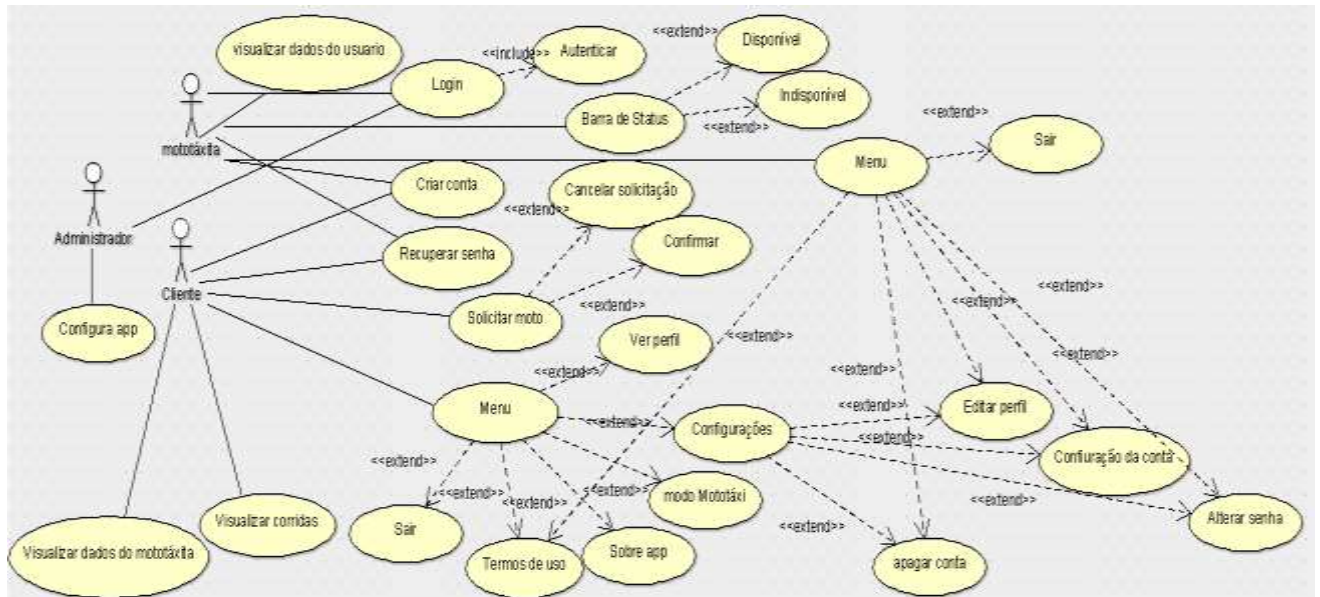 visualizar dados do usuario
<<include>>
Autenticar
<<extend>>
Disponível
Login
Indisponível
<<extend>>
Barra de Status
<<extend>>
<<extend>>
Sair
mototáxita
Menu
Criar conta
Cancelar solicitação
<<extend>>
Administrador
Confirmar
Recuperar senha
Cliente
<<extend>>
<<extend>>
<<extend>>
Configura app
Solicitar moto
Ver perfil
<<extend>>
<<extend>>
<<extend>>
<<extend>>
Menu
<<extend>>
Editar perfil
<<extend>>
Configurações
<<extend>>
Confiuração da conta
<<extend>>
<<extend>>
<<extend>>
modo Mototáxi
<<extend>>
Visualizar corridas
<<extend>>
<<extend>>
Alterar senha
Sair
Visualizar dados do mototáxita
Sobre app
Termos de uso
apagar conta